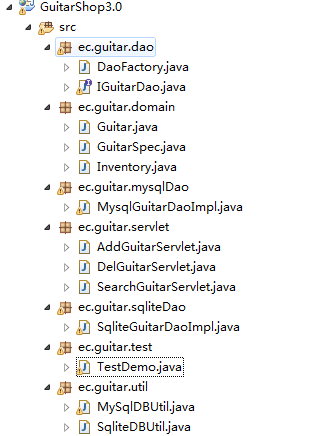 GuitarShop3.0
src
ec.guitar.dao
DaoFactory.java
IGuitarDao.java
ec.guitar.domain
Guitar.java
GuitarSpec.java
Inventory.java
ec.guitar.mysqlDao
MysqlGuitarDaoImpl.java
ec.guitar.servlet
AddGuitarServlet.java
DelGuitarServlet.java
SearchGuitarServlet.java
ec.guitar.sqliteDao
SqliteGuitarDaoImpl.java
ec.guitar.test
TestDemo.java
ec.guitar.util
MySqlDBUtil.java
SqliteDBUtil.java